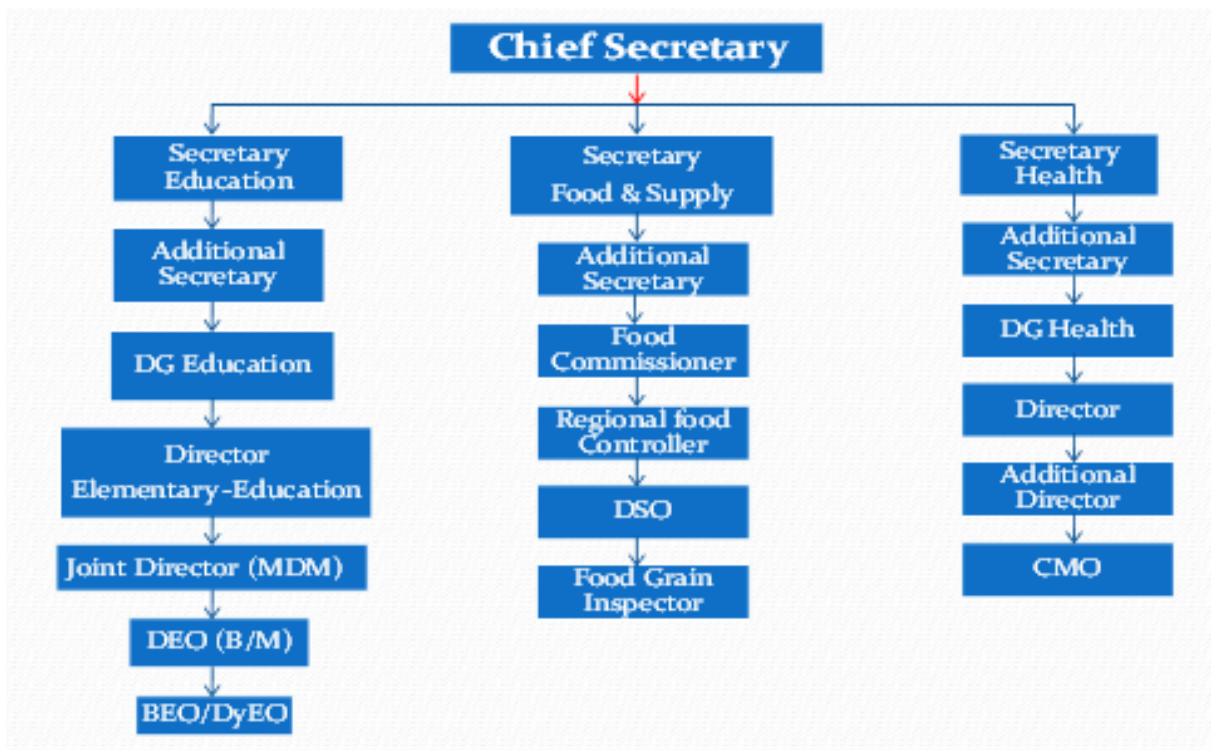 Chief Secretary
Secretary
Education
Additional
Secretary
DG Education
Director
Elementary-Education
Joint Director (MDM)
DEO (B/M)
BEO/DyEO
Secretary
Food & Supply
Additional
Secretary
Food
Commissioner
Regional food
Controller
DSO
Food Grain
Inspector
Secretary
Health
Additional
Secretary
DG Health
Director
Additional
Director
CMO